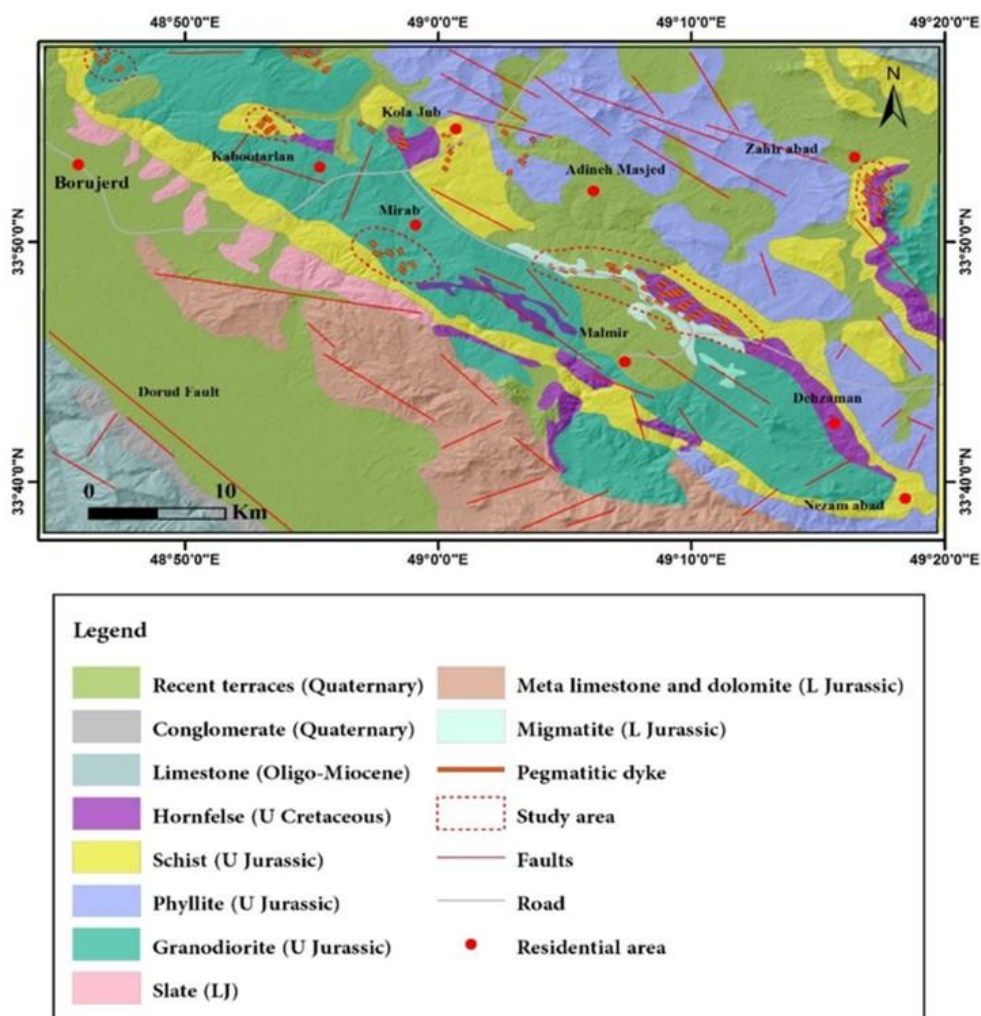 48°50'0"E 49°0'0"E 49°10'0"E 49°20'0"E
N
Kola Jub
Zahir abad
Kabootarlan
Adineh Masjed
Borujerd
Mirab
33°50'0"N 33°50'0"N
Malmir
Dorud Fault
Dehzaman
33°40'0"N 33°40'0"N
0 10
Km
Nezam abad
48°50'0"E 49°0'0"E 49°10'0"E 49°20'0"E
Legend
Recent terraces (Quaternary)
Conglomerate (Quaternary)
Limestone (Oligo-Miocene)
Hornfelse (U Cretaceous)
Schist (U Jurassic)
Phyllite (U Jurassic)
Granodiorite (U Jurassic)
Slate (LJ)
Meta limestone and dolomite (L Jurassic)
Migmatite (L Jurassic)
Pegmatitic dyke
Study area
Faults
Road
Residential area